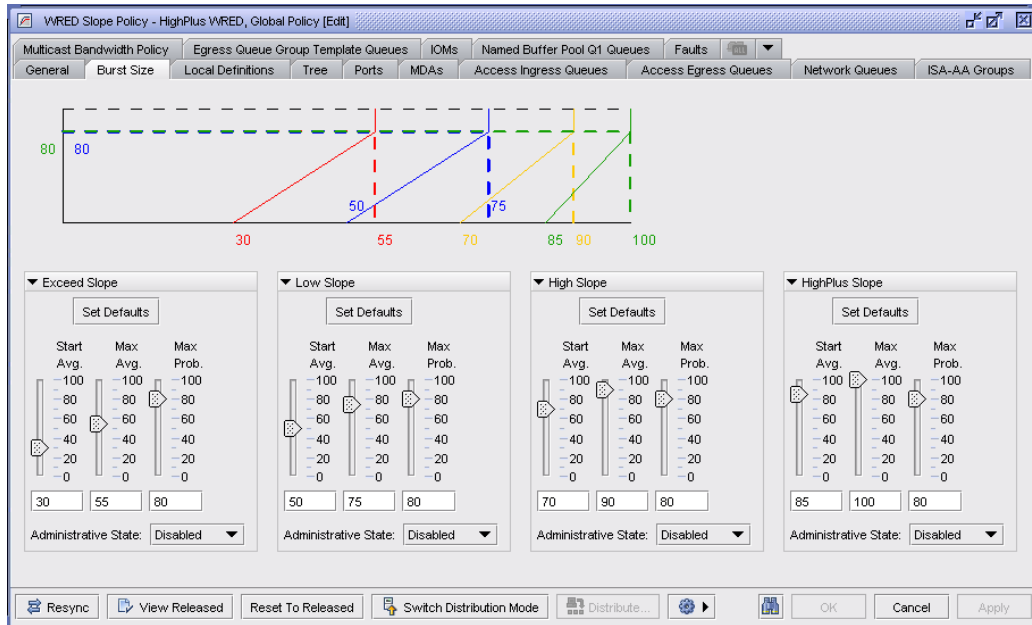 WRED Slope Policy - HighPlus WRED, Global Policy [Edit]
Multicast Bandwidth Policy Egress Queue Group Template Queues IOMs Named Buffer Pool Q1 Queues Faults
General Burst Size Local Definitions Tree Ports MDAs Access Ingress Queues Access Egress Queues Network Queues ISA-AA Groups
80 80
50 75
30 55 70 85 90 100
Exceed Slope Low Slope High Slope HighPlus Slope
Set Defaults Set Defaults Set Defaults Set Defaults
Start Max Max Start Max Max Start Max Max Start Max Max
Avg. Avg. Prob. Avg. Avg. Prob. Avg. Avg. Prob. Avg. Avg. Prob.
100 100 100 100 100 100 100 100 100 100 100 100
80 80 80 80 80 80 80 80 80 80 80 80
60 60 60 60 60 60 60 60 60 60 60 60
40 40 40 40 40 40 40 40 40 40 40 40
20 20 20 20 20 20 20 20 20 20 20 20
0 0 0 0 0 0 0 0 0 0 0 0
30 55 80 50 75 80 70 90 80 85 100 80
Administrative State: Disabled Administrative State: Disabled Administrative State: Disabled Administrative State: Disabled
Resync View Released Reset To Released Switch Distribution Mode Distribute... OK Cancel Apply